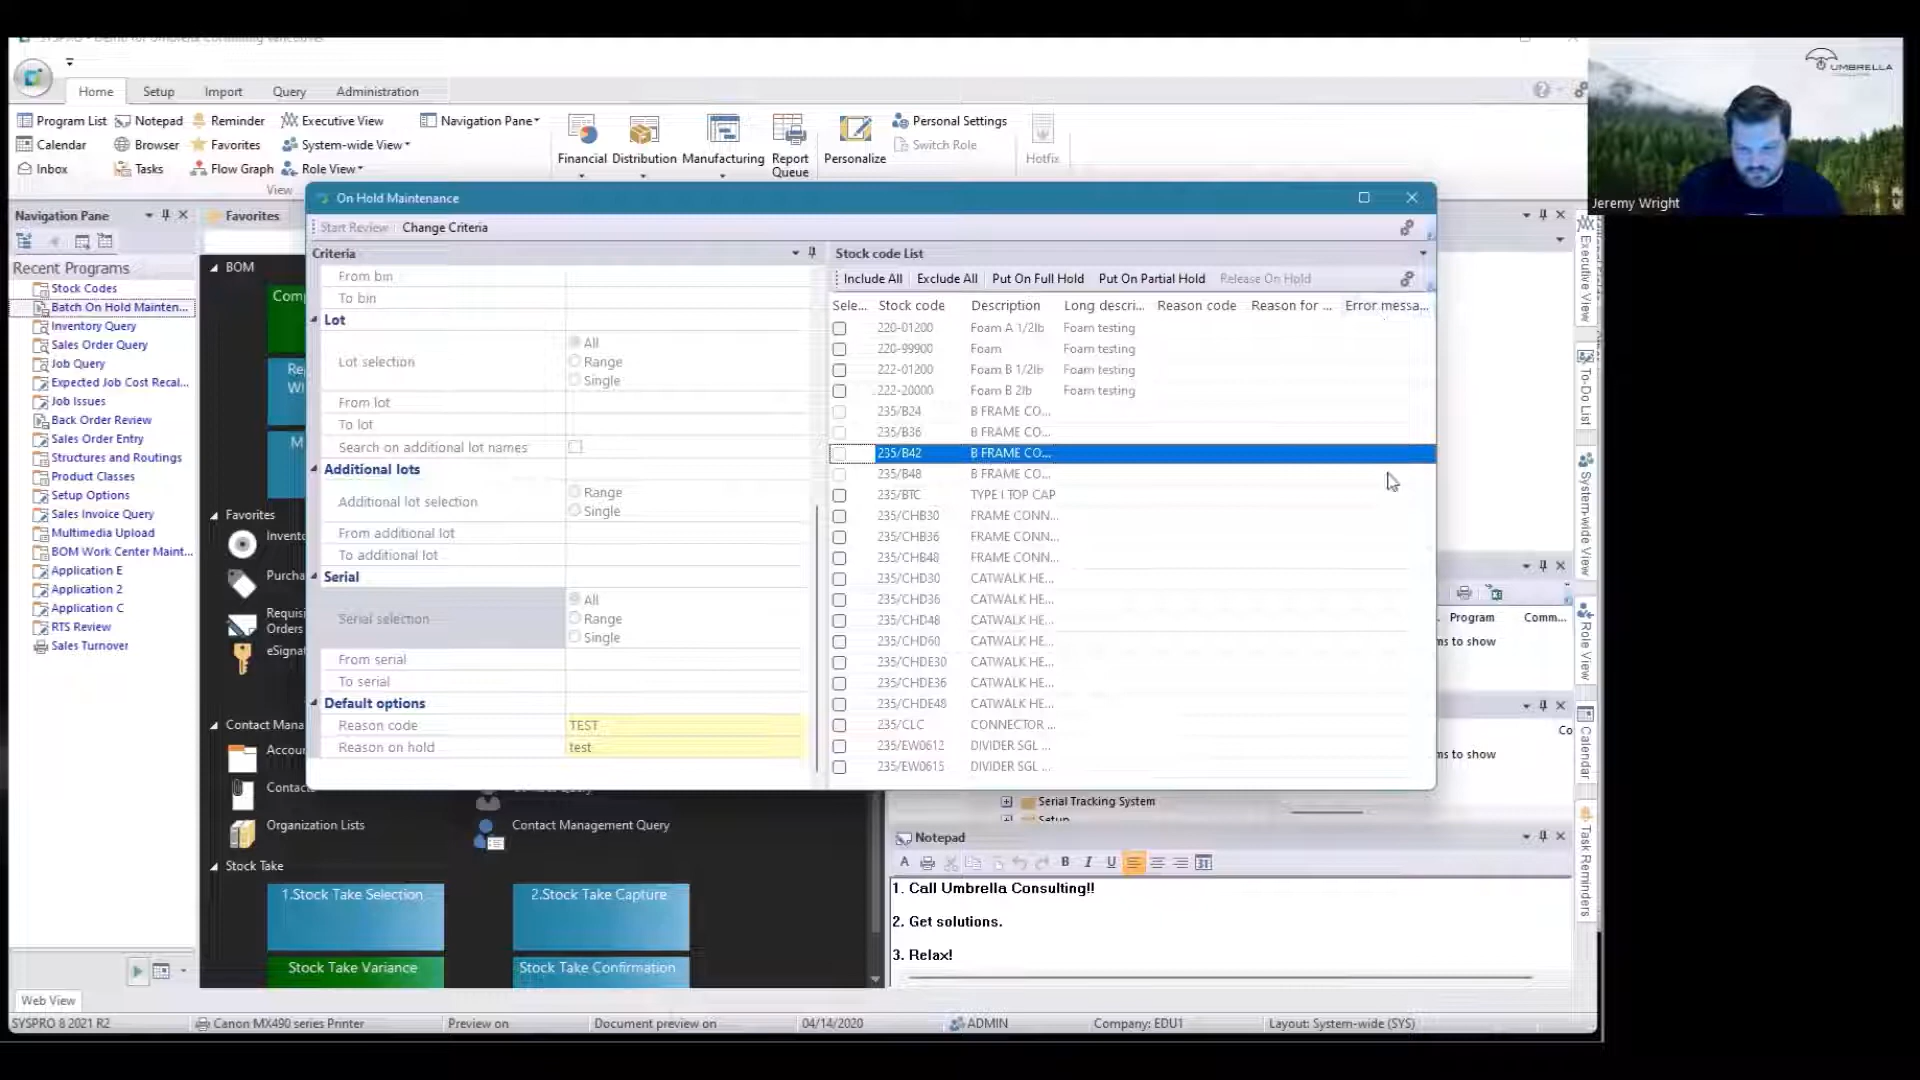 Home Setup Import Query Administration
Program List Notepad Reminder Executive View Navigation Pane
Calendar Browser Favorites System-wide View
Inbox Tasks Flow Graph Role View
View
Financial Distribution Manufacturing Report Queue Personalize
Personal Settings
Switch Role
Hotfix
UMBRELLA
Jeremy Wright
Navigation Pane
Recent Programs
Stock Codes
Batch On Hold Mainten...
Inventory Query
Sales Order Query
Job Query
Expected Job Cost Recal...
Job Issues
Back Order Review
Sales Order Entry
Structures and Routings
Product Classes
Setup Options
Sales Invoice Query
Multimedia Upload
BOM Work Center Maint...
Application E
Application 2
Application C
RTS Review
Sales Turnover
Web View
Favorites
BOM
Favorites
Contact Mana
Contacts
Organization Lists
Contact Management Query
Stock Take
1.Stock Take Selection 2.Stock Take Capture
Stock Take Variance Stock Take Confirmation
On Hold Maintenance
Start Review Change Criteria
Criteria
From bin
To bin
Lot
Lot selection
All
Range
Single
From lot
To lot
Search on additional lot names
Additional lots
Additional lot selection
Range
Single
From additional lot
To additional lot
Serial
Serial selection
All
Range
Single
From serial
To serial
Default options
Reason code TEST
Reason on hold test
Stock code List
Include All Exclude All Put On Full Hold Put On Partial Hold Release On Hold
Sele... Stock code Description Long descri... Reason code Reason for ... Error messa...
220-01200 Foam A 1/2lb Foam testing
220-99900 Foam Foam testing
222-01200 Foam B 1/2lb Foam testing
222-20000 Foam B 2lb Foam testing
235/B24 B FRAME CO...
235/B36 B FRAME CO...
235/B42 B FRAME CO...
235/B48 B FRAME CO...
235/BTC TYPE I TOP CAP
235/CHB30 FRAME CONN...
235/CHB36 FRAME CONN...
235/CHB48 FRAME CONN...
235/CHD30 CATWALK HE...
235/CHD36 CATWALK HE...
235/CHD48 CATWALK HE...
235/CHD60 CATWALK HE...
235/CHDE30 CATWALK HE...
235/CHDE36 CATWALK HE...
235/CHDE48 CATWALK HE...
235/CLC CONNECTOR ...
235/EW0612 DIVIDER SGL ...
235/EW0615 DIVIDER SGL ...
Program Comm...
ms to show
ms to show
Serial Tracking System
Setup
Notepad
1. Call Umbrella Consulting!!
2. Get solutions.
3. Relax!
Executive View
To-Do List
System-wide View
Role View
Calendar
Task Reminders
SYSPRO 8 2021 R2 Canon MX490 series Printer Preview on Document preview on 04/14/2020 ADMIN Company: EDU1 Layout: System-wide (SYS)